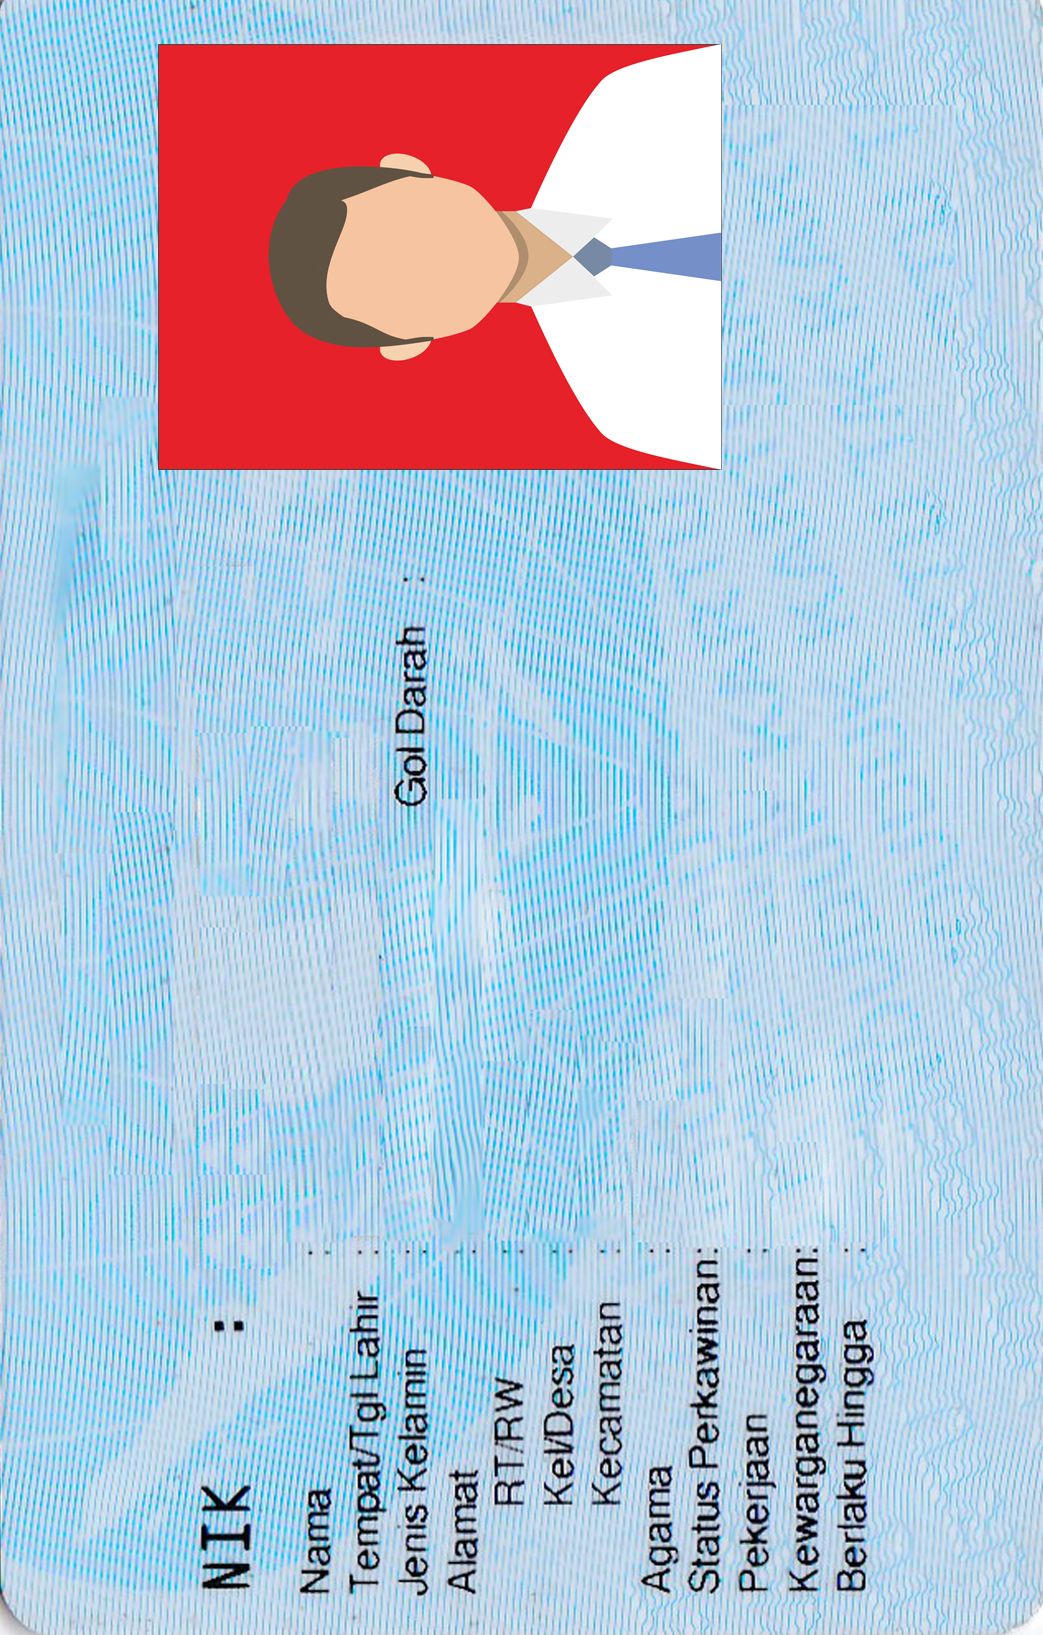 NIK :
Nama :
Tempat/Tgl Lahir :
Jenis Kelamin : Gol Darah :
Alamat :
RT/RW :
Kel/Desa :
Kecamatan :
Agama :
Status Perkawinan:
Pekerjaan :
Kewarganegaraan:
Berlaku Hingga :